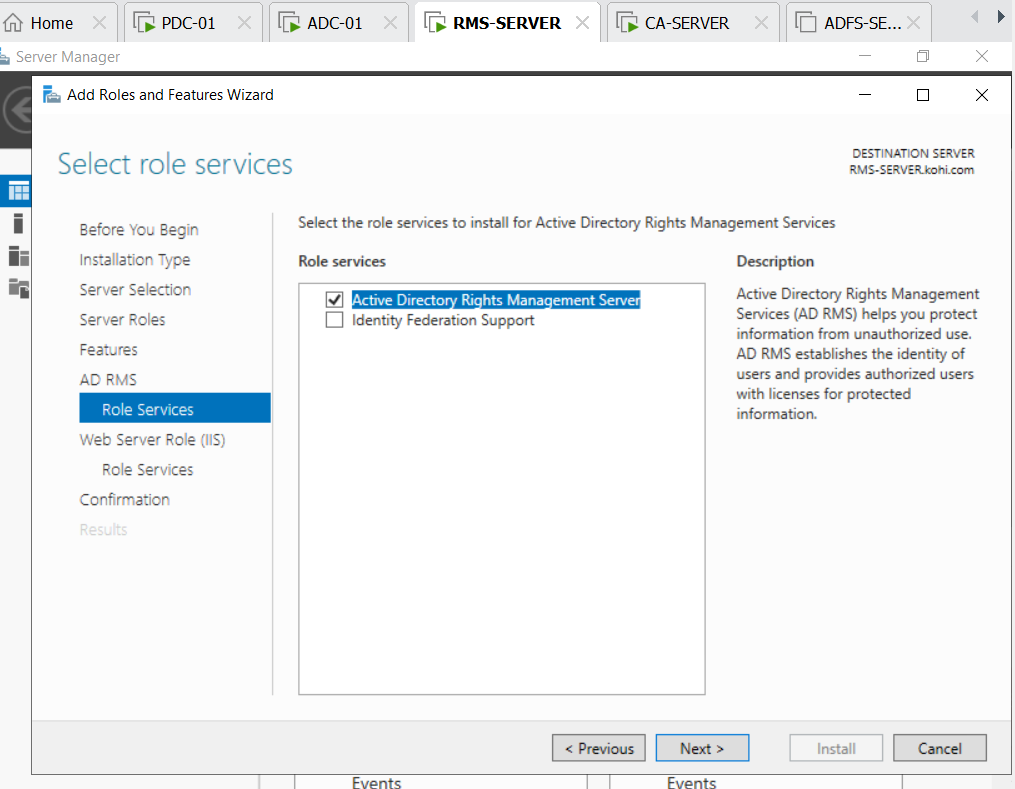 Home
PDC-01
ADC-01
RMS-SERVER
CA-SERVER
ADFS-SE...
Server Manager
Add Roles and Features Wizard
Select role services
DESTINATION SERVER
RMS-SERVER.kohi.com
Before You Begin
Installation Type
Server Selection
Server Roles
Features
AD RMS
Role Services
Web Server Role (IIS)
Role Services
Confirmation
Results
Select the role services to install for Active Directory Rights Management Services
Role services
Active Directory Rights Management Server
Identity Federation Support
Description
Active Directory Rights Management
Services (AD RMS) helps you protect
information from unauthorized use.
AD RMS establishes the identity of
users and provides authorized users
with licenses for protected
information.
< Previous
Next >
Install
Cancel
Events
Events